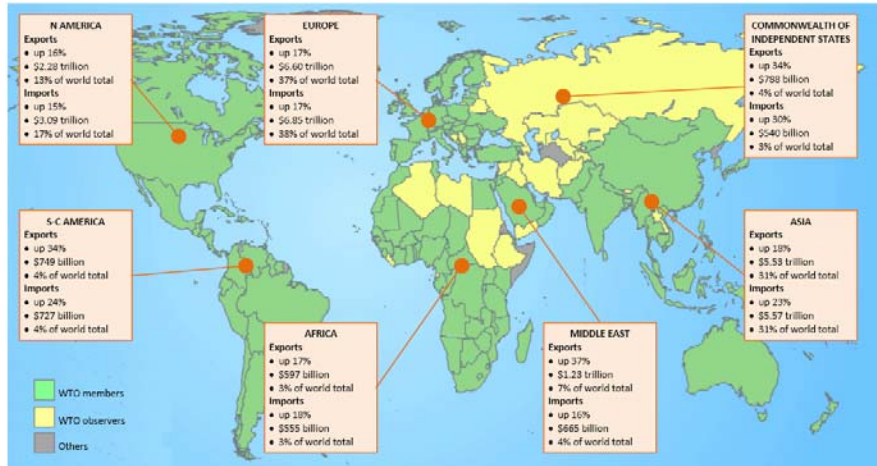 N AMERICA
Exports
• up 16%
• $2.28 trillion
• 13% of world total
Imports
• up 15%
• $3.09 trillion
• 17% of world total
EUROPE
Exports
• up 17%
• $6.60 trillion
• 37% of world total
Imports
• up 17%
• $6.85 trillion
• 38% of world total
COMMONWEALTH OF
INDEPENDENT STATES
Exports
• up 34%
• $788 billion
• 4% of world total
Imports
• up 30%
• $540 billion
• 3% of world total
S-C AMERICA
Exports
• up 34%
• $749 billion
• 4% of world total
Imports
• up 24%
• $727 billion
• 4% of world total
ASIA
Exports
• up 18%
• $5.53 trillion
• 31% of world total
Imports
• up 23%
• $5.57 trillion
• 31% of world total
AFRICA
Exports
• up 17%
• $597 billion
• 3% of world total
Imports
• up 18%
• $555 billion
• 3% of world total
MIDDLE EAST
Exports
• up 37%
• $1.23 trillion
• 7% of world total
Imports
• up 16%
• $665 billion
• 4% of world total
WTO members
WTO observers
Others